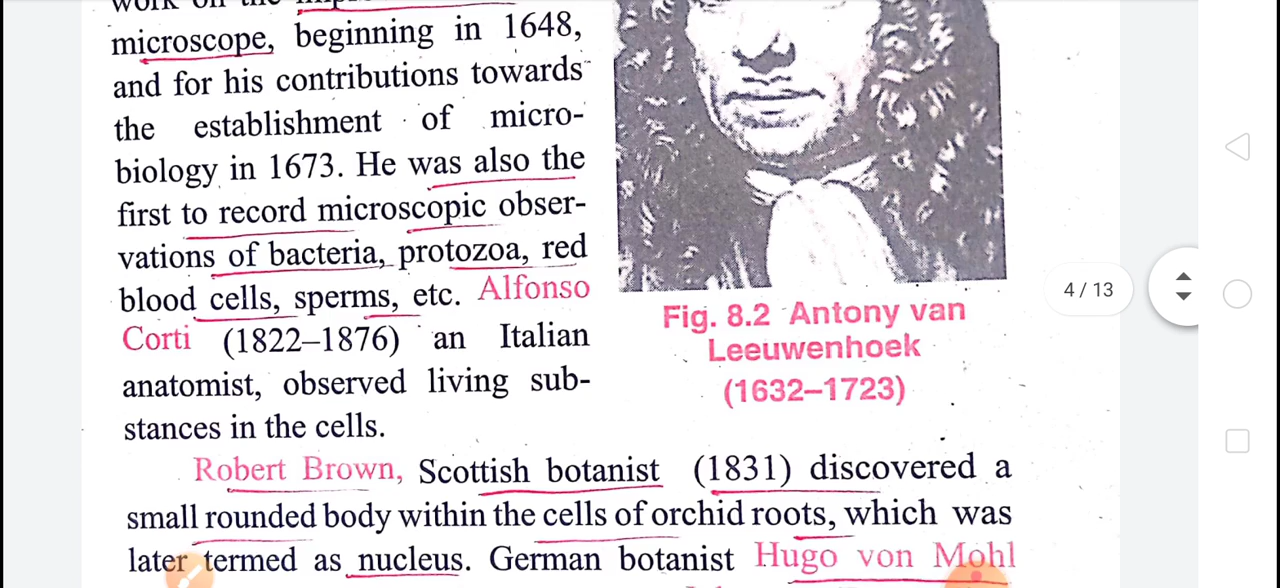 work on the
microscope, beginning in 1648,
and for his contributions towards
the establishment of micro-
biology in 1673. He was also the
first to record microscopic obser-
vations of bacteria, protozoa, red
blood cells, sperms, etc. Alfonso
Corti (1822–1876) an Italian
anatomist, observed living sub-
stances in the cells.
Fig. 8.2 Antony van
Leeuwenhoek
(1632–1723)
4 / 13
Robert Brown, Scottish botanist (1831) discovered a
small rounded body within the cells of orchid roots, which was
later termed as nucleus. German botanist Hugo von Mohl